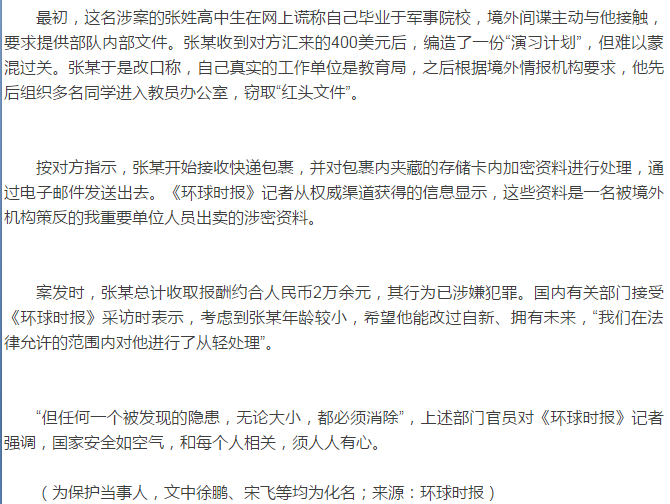 最初，这名涉案的张姓高中生在网上谎称自己毕业于军事院校，境外间谍主动与他接触，
要求提供部队内部文件。张某收到对方汇来的400美元后，编造了一份“演习计划”，但难以蒙
混过关。张某于是改口称，自己真实的工作单位是教育局，之后根据境外情报机构要求，他先
后组织多名同学进入教员办公室，窃取“红头文件”。
按对方指示，张某开始接收快递包裹，并对包裹内夹藏的存储卡内加密资料进行处理，通
过电子邮件发送出去。《环球时报》记者从权威渠道获得的信息显示，这些资料是一名被境外
机构策反的我重要单位人员出卖的涉密资料。
案发时，张某总计收取报酬约合人民币2万余元，其行为已涉嫌犯罪。国内有关部门接受
《环球时报》采访时表示，考虑到张某年龄较小，希望他能改过自新、拥有未来，“我们在法
律允许的范围内对他进行了从轻处理”。
“但任何一个被发现的隐患，无论大小，都必须消除”，上述部门官员对《环球时报》记者
强调，国家安全如空气，和每个人相关，须人人有心。
（为保护当事人，文中徐鹏、宋飞等均为化名；来源：环球时报）